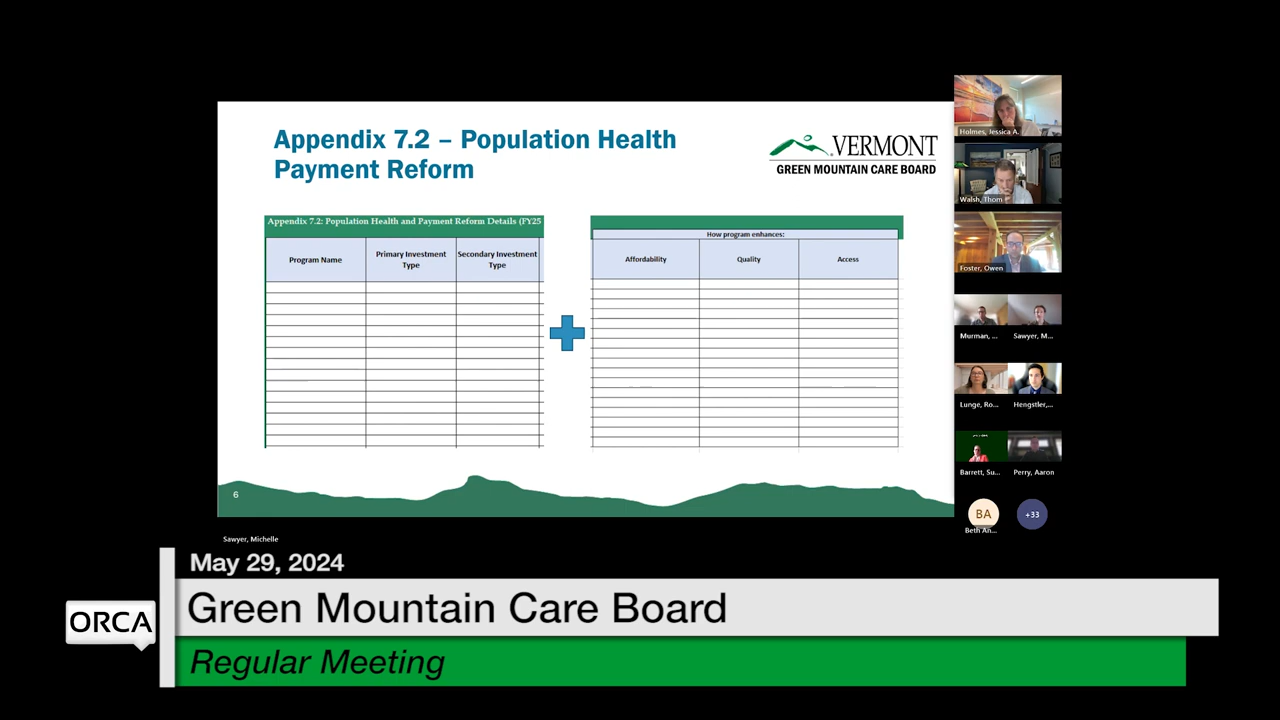 Appendix 7.2 – Population Health
Payment Reform
VERMONT
GREEN MOUNTAIN CARE BOARD
Appendix 7.2: Population Health and Payment Reform Details (FY25
Program Name
Primary Investment
Type
Secondary Investment
Type
How program enhances:
Affordability
Quality
Access
6
Holmes, Jessica A.
Walsh, Thom
Foster, Owen
Murman, ...
Sawyer, M...
Lunge, Ro...
Hengstler,...
Barrett, Su...
Perry, Aaron
BA
+33
Beth An...
Sawyer, Michelle
May 29, 2024
ORCA
Green Mountain Care Board
Regular Meeting